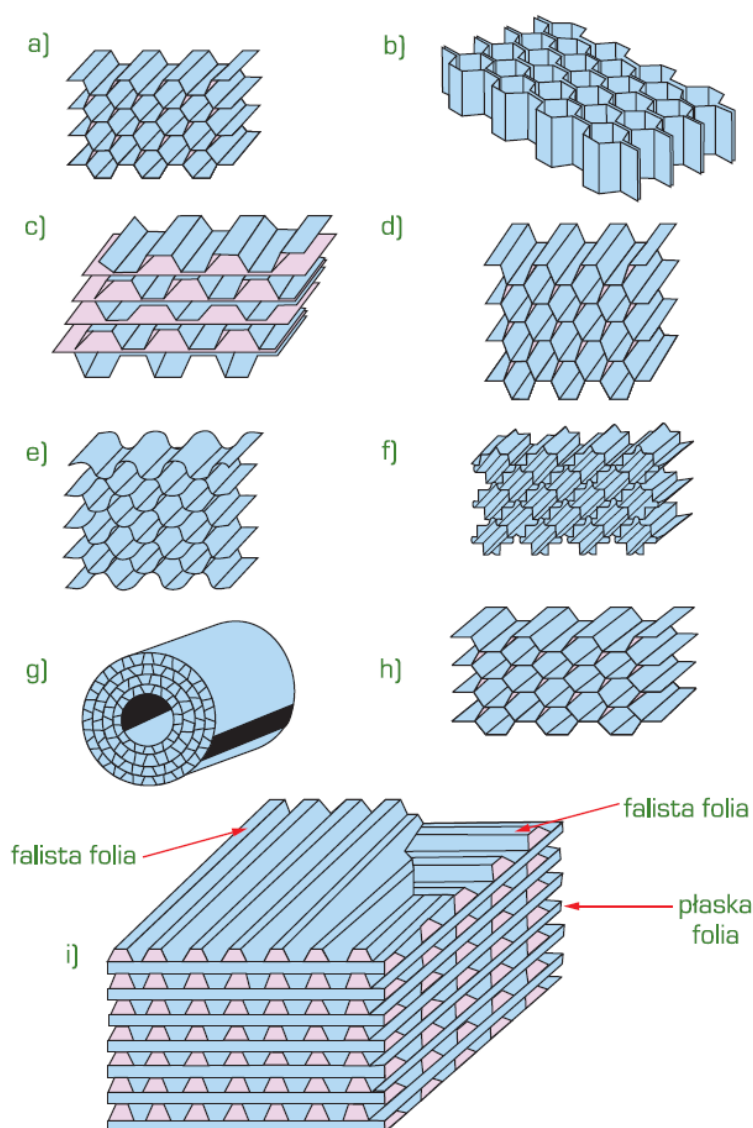 a)
b)
c)
d)
e)
f)
g)
h)
falista folia
falista folia
płaska
folia
i)